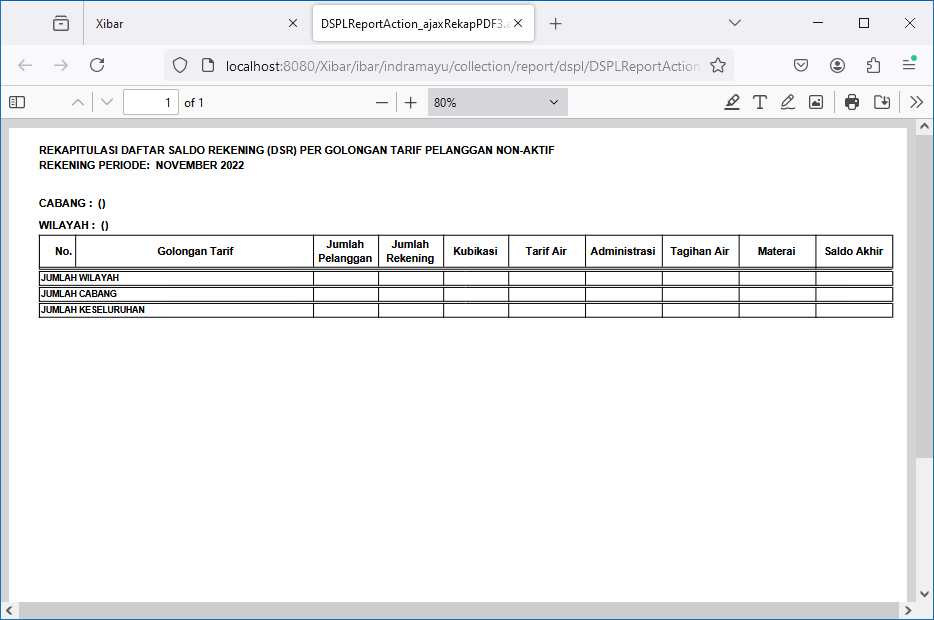 Xibar
DSPLReportAction_ajaxRekapPDF3.a
localhost:8080/Xibar/ibar/indramayu/collection/report/dspl/DSPLReportAction_
1 of 1
80%
REKAPITULASI DAFTAR SALDO REKENING (DSR) PER GOLONGAN TARIF PELANGGAN NON-AKTIF
REKENING PERIODE: NOVEMBER 2022
CABANG : ()
WILAYAH : ()
No. Golongan Tarif Jumlah Pelanggan Jumlah Rekening Kubikasi Tarif Air Administrasi Tagihan Air Materai Saldo Akhir
JUMLAH WILAYAH
JUMLAH CABANG
JUMLAH KESELURUHAN